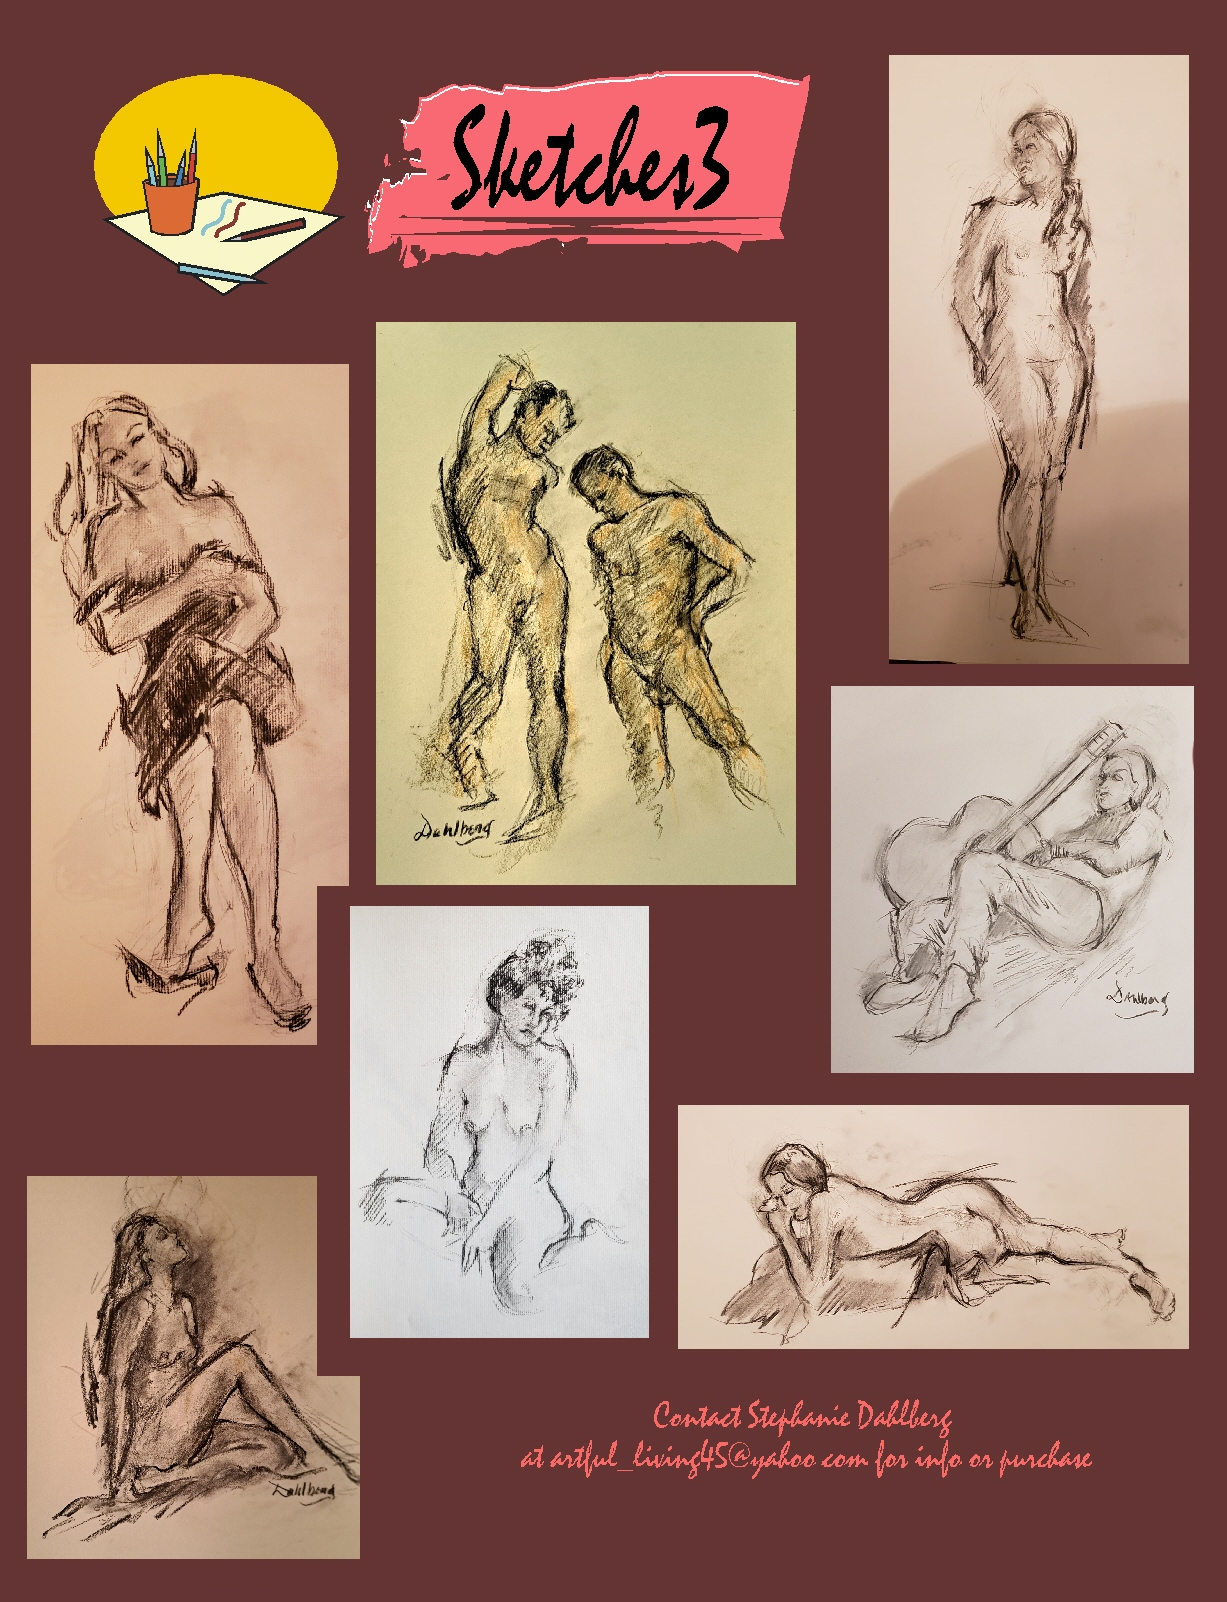 Sketches3
Dahlberg
Dahlberg
Dahlberg
Contact Stephanie Dahlberg
at artful_living45@yahoo.com for info or purchase